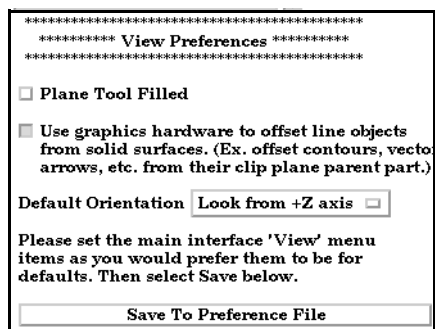 ******************************************
********** View Preferences **********
******************************************
Plane Tool Filled
Use graphics hardware to offset line objects
from solid surfaces. (Ex. offset contours, vecto
arrows, etc. from their clip plane parent part.)
Default Orientation Look from +Z axis
Please set the main interface 'View' menu
items as you would prefer them to be for
defaults. Then select Save below.
Save To Preference File